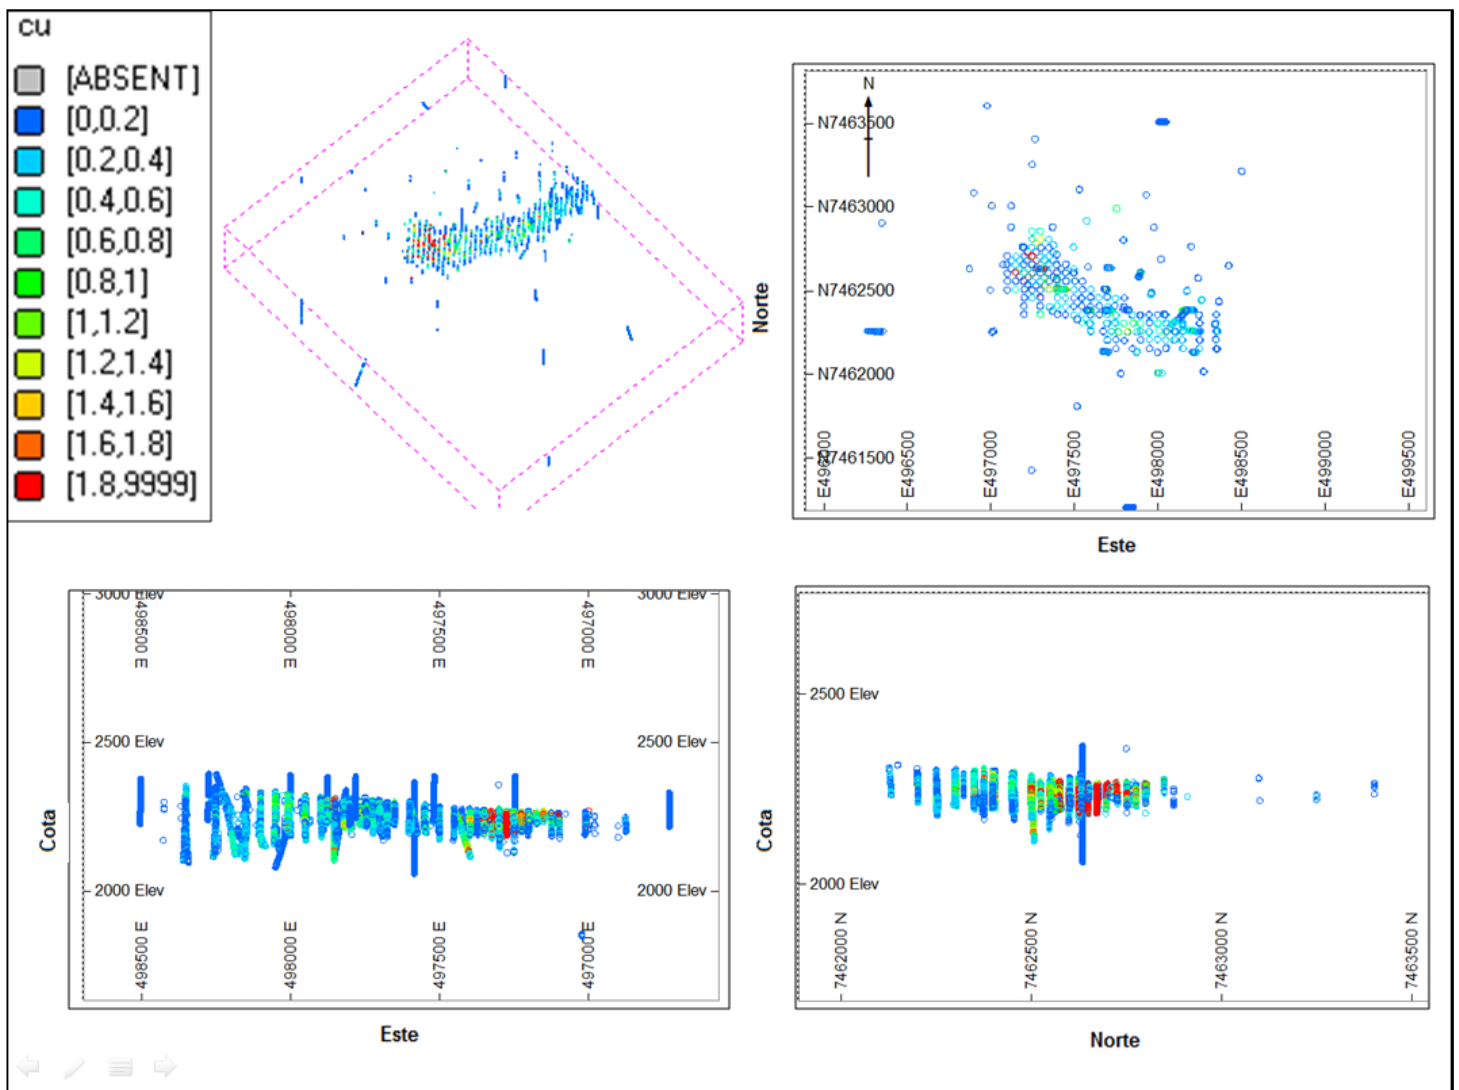 cu
[ABSENT]
[0,0.2]
[0.2,0.4]
[0.4,0.6]
[0.6,0.8]
[0.8,1]
[1,1.2]
[1.2,1.4]
[1.4,1.6]
[1.6,1.8]
[1.8,9999]
N
N7463500
N7463000
N7462500
N7462000
N7461500
Norte
E496000
E496500
E497000
E497500
E498000
E498500
E499000
E499500
Este
3000 Elev
3000 Elev
498500 E
498000 E
497500 E
497000 E
2500 Elev
2500 Elev
Cota
2000 Elev
2000 Elev
498500 E
498000 E
497500 E
497000 E
Este
2500 Elev
Cota
2000 Elev
7462000 N
7462500 N
7463000 N
7463500 N
Norte